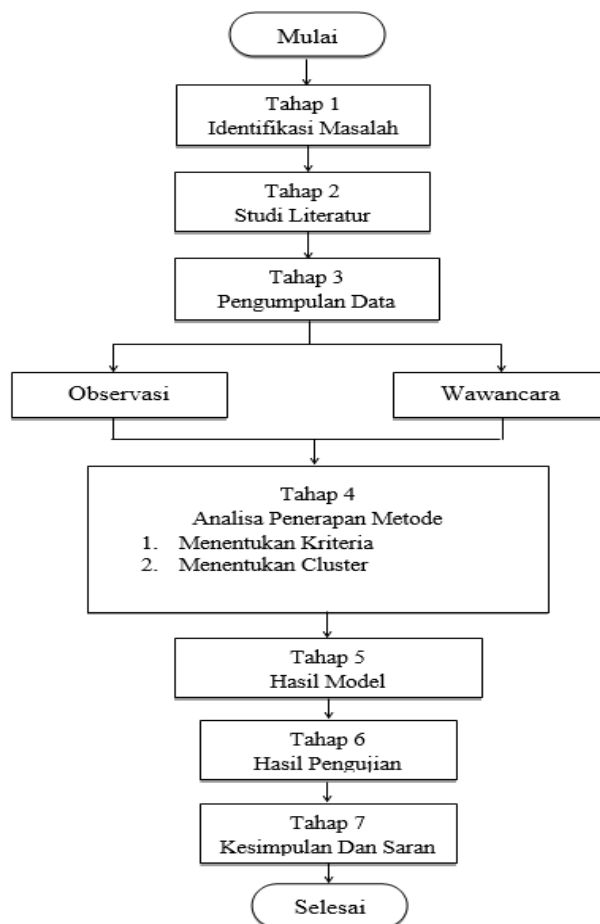 Mulai
Tahap 1
Identifikasi Masalah
Tahap 2
Studi Literatur
Tahap 3
Pengumpulan Data
Observasi
Wawancara
Tahap 4
Analisa Penerapan Metode
1. Menentukan Kriteria
2. Menentukan Cluster
Tahap 5
Hasil Model
Tahap 6
Hasil Pengujian
Tahap 7
Kesimpulan Dan Saran
Selesai